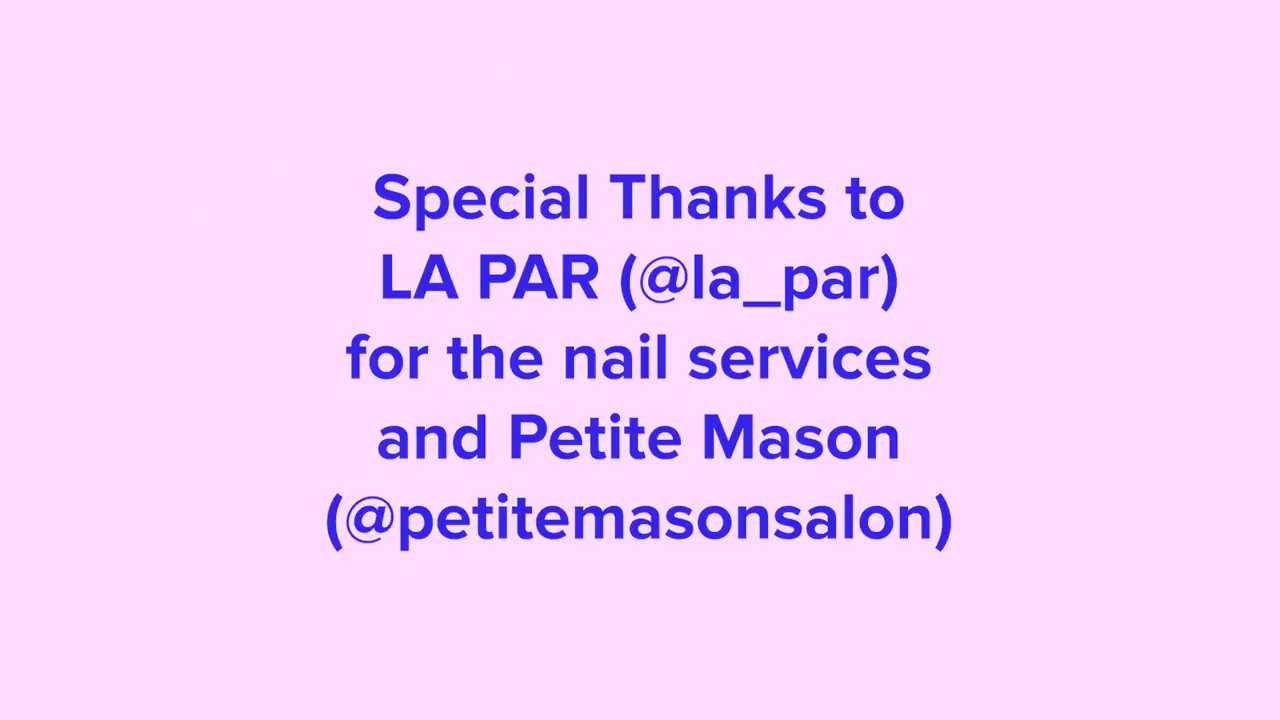 Special Thanks to
LA PAR (@la_par)
for the nail services
and Petite Mason
(@petitemasonsalon)